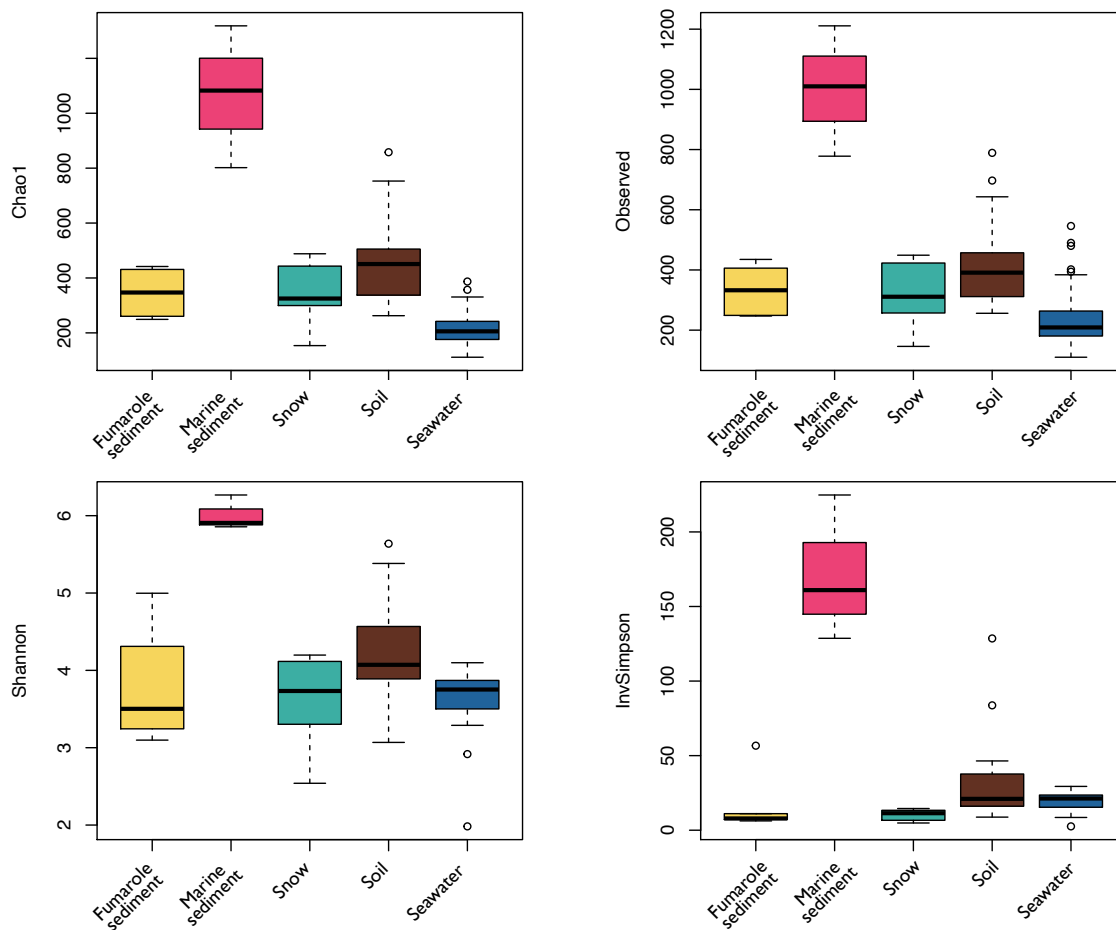 Chao1
1000
800
600
400
200
Fumarole
sediment
Marine
sediment
Snow
Soil
Seawater
Observed
1200
1000
800
600
400
200
Fumarole
sediment
Marine
sediment
Snow
Soil
Seawater
Shannon
6
5
4
3
2
Fumarole
sediment
Marine
sediment
Snow
Soil
Seawater
InvSimpson
200
150
100
50
0
Fumarole
sediment
Marine
sediment
Snow
Soil
Seawater